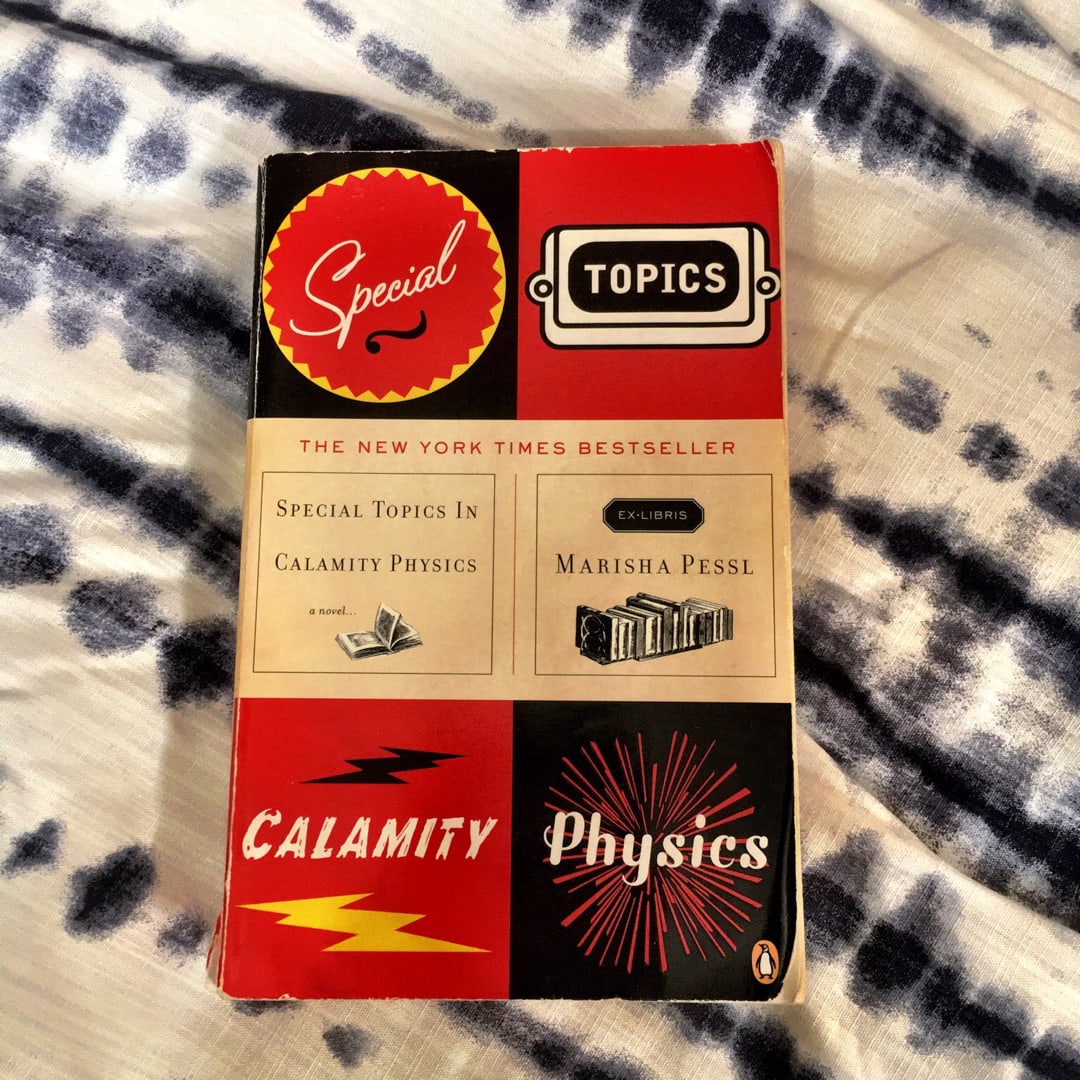 Special
TOPICS
THE NEW YORK TIMES BESTSELLER
SPECIAL TOPICS IN
CALAMITY PHYSICS
a novel...
EX•LIBRIS
MARISHA PESSL
CALAMITY
Physics